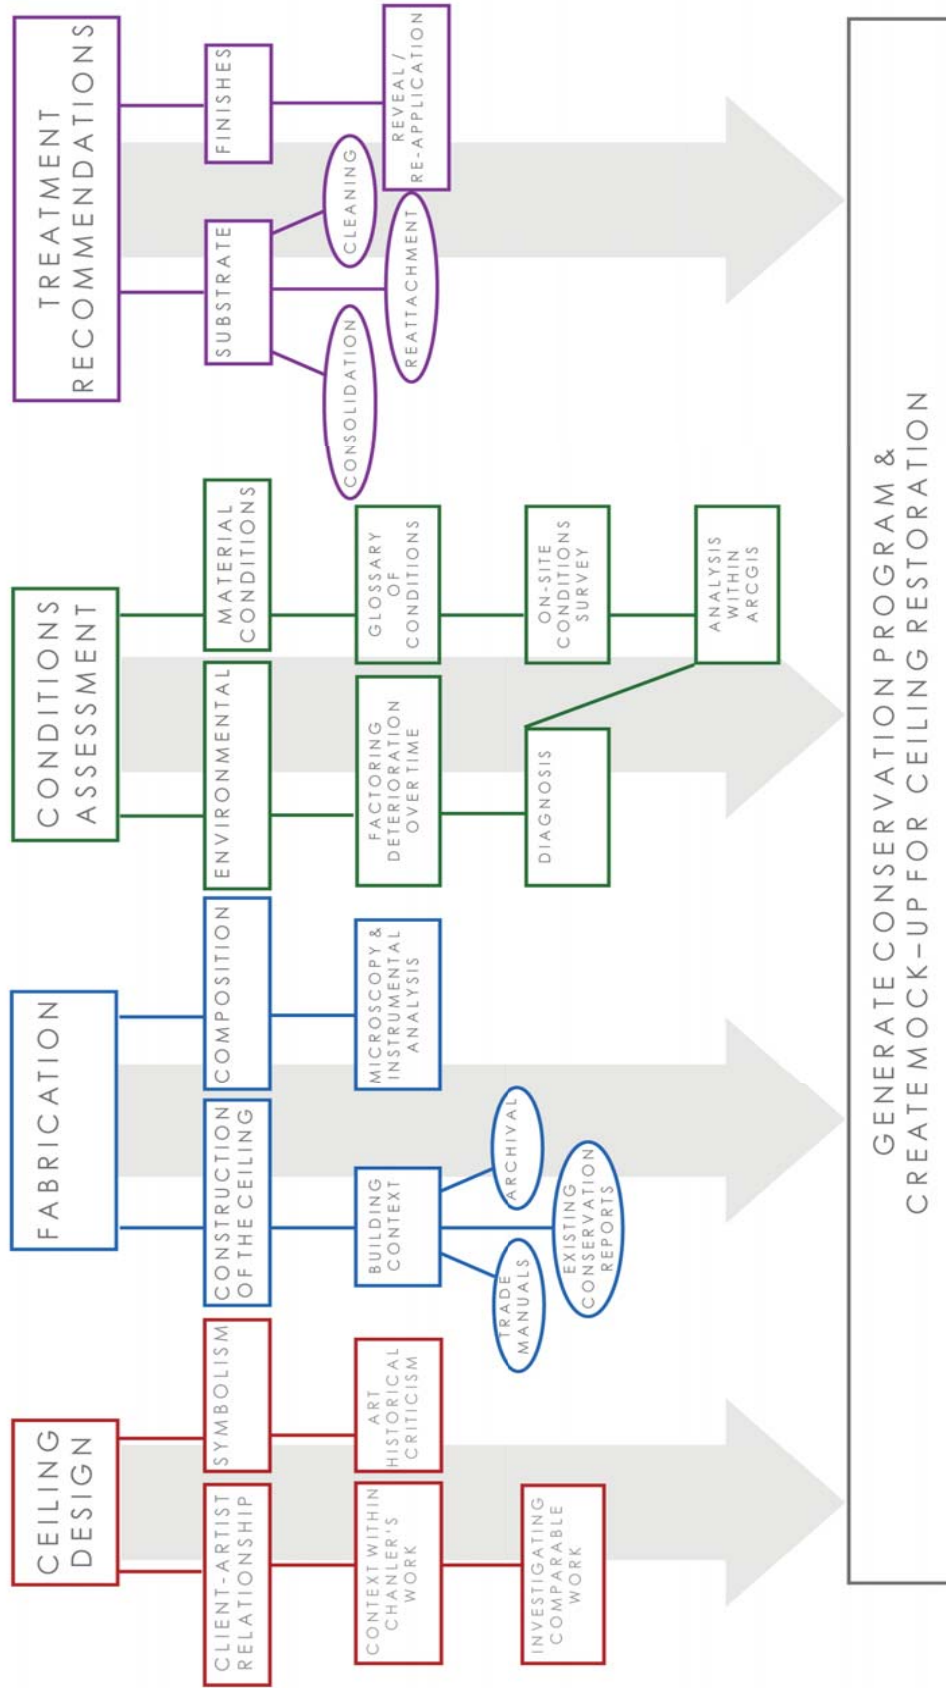 CEILING
DESIGN
CLIENT-ARTIST
RELATIONSHIP
SYMBOLISM
CONTEXT WITHIN
CHANLER'S
WORK
ART
HISTORICAL
CRITICISM
INVESTIGATING
COMPARABLE
WORK
FABRICATION
CONSTRUCTION
OF THE CEILING
COMPOSITION
BUILDING
CONTEXT
MICROSCOPY &
INSTRUMENTAL
ANALYSIS
TRADE
MANUALS
EXISTING
CONSERVATION
REPORTS
ARCHIVAL
CONDITIONS
ASSESSMENT
ENVIRONMENTAL
MATERIAL
CONDITIONS
FACTORING
DETERIORATION
OVERTIME
GLOSSARY
OF
CONDITIONS
DIAGNOSIS
ON-SITE
CONDITIONS
SURVEY
ANALYSIS
WITHIN
ARCGIS
TREATMENT
RECOMMENDATIONS
SUBSTRATE
FINISHES
CONSOLIDATION
REATTACHMENT
CLEANING
REVEAL /
RE-APPLICATION
GENERATE CONSERVATION PROGRAM &
CREATE MOCK-UP FOR CEILING RESTORATION